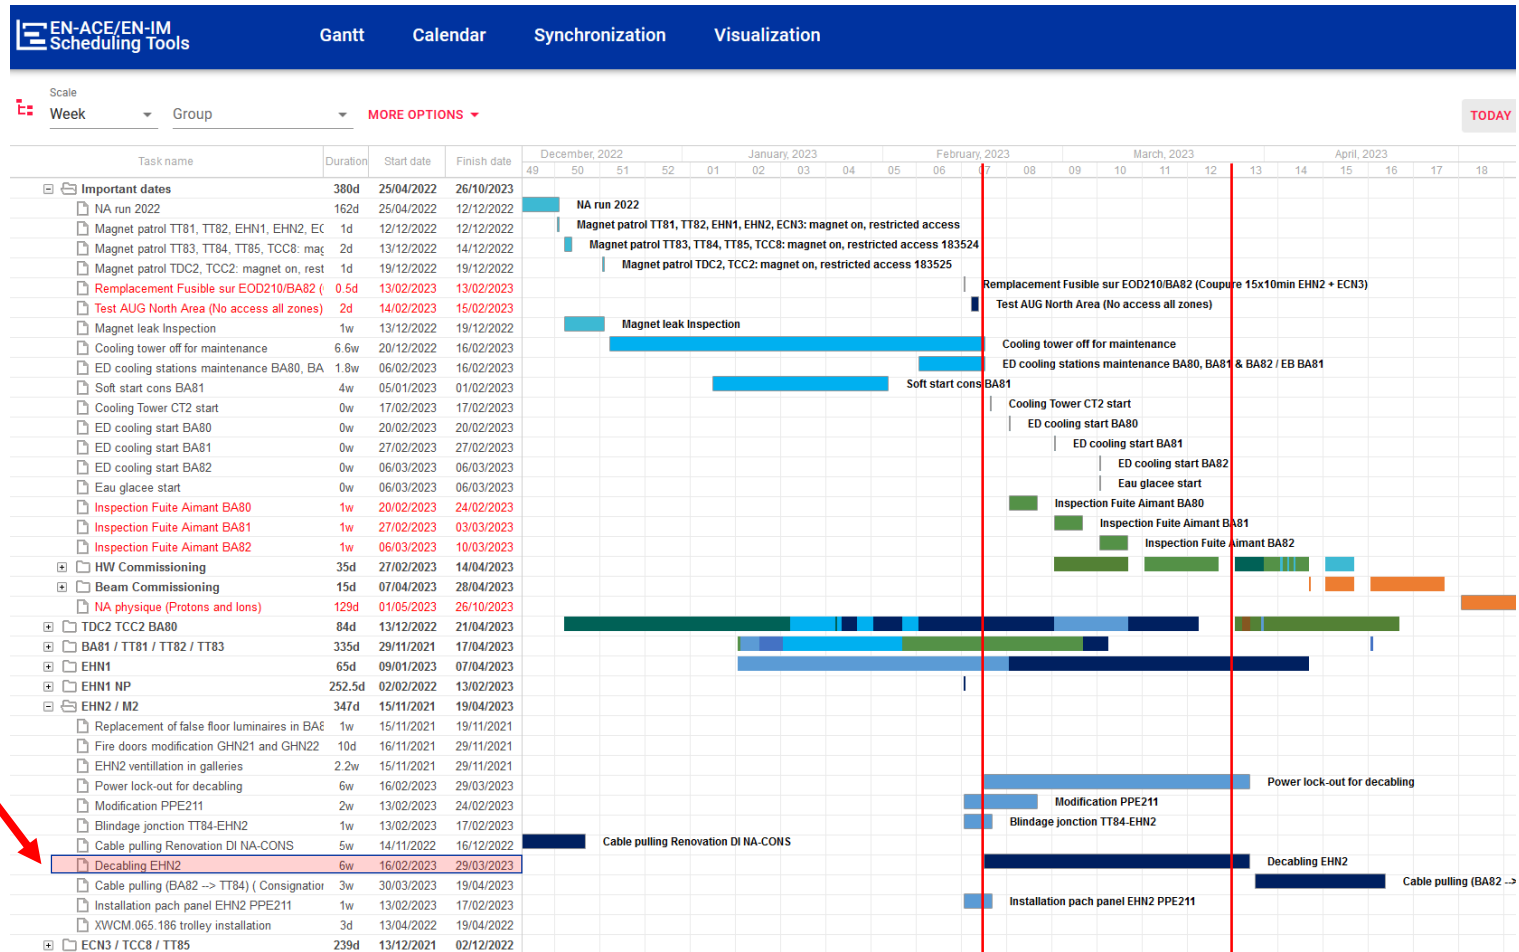 EN-ACE/EN-IM
Scheduling Tools
Gantt Calendar Synchronization Visualization
Scale
Week Group MORE OPTIONS TODAY
Task name Duration Start date Finish date
December, 2022 January, 2023 February, 2023 March, 2023 April, 2023
49 50 51 52 01 02 03 04 05 06 07 08 09 10 11 12 13 14 15 16 17 18
Important dates 380d 25/04/2022 26/10/2023
NA run 2022 162d 25/04/2022 12/12/2022 NA run 2022
Magnet patrol TT81, TT82, EHN1, EHN2, EC 1d 12/12/2022 12/12/2022 Magnet patrol TT81, TT82, EHN1, EHN2, ECN3: magnet on, restricted access
Magnet patrol TT83, TT84, TT85, TCC8: mag 2d 13/12/2022 14/12/2022 Magnet patrol TT83, TT84, TT85, TCC8: magnet on, restricted access 183524
Magnet patrol TDC2, TCC2: magnet on, rest 1d 19/12/2022 19/12/2022 Magnet patrol TDC2, TCC2: magnet on, restricted access 183525
Remplacement Fusible sur EOD210/BA82 ( 0.5d 13/02/2023 13/02/2023 Remplacement Fusible sur EOD210/BA82 (Coupure 15x10min EHN2 + ECN3)
Test AUG North Area (No access all zones) 2d 14/02/2023 15/02/2023 Test AUG North Area (No access all zones)
Magnet leak Inspection 1w 13/12/2022 19/12/2022 Magnet leak Inspection
Cooling tower off for maintenance 6.6w 20/12/2022 16/02/2023 Cooling tower off for maintenance
ED cooling stations maintenance BA80, BA 1.8w 06/02/2023 16/02/2023 ED cooling stations maintenance BA80, BA81 & BA82 / EB BA81
Soft start cons BA81 4w 05/01/2023 01/02/2023 Soft start cons BA81
Cooling Tower CT2 start 0w 17/02/2023 17/02/2023 Cooling Tower CT2 start
ED cooling start BA80 0w 20/02/2023 20/02/2023 ED cooling start BA80
ED cooling start BA81 0w 27/02/2023 27/02/2023 ED cooling start BA81
ED cooling start BA82 0w 06/03/2023 06/03/2023 ED cooling start BA82
Eau glacee start 0w 06/03/2023 06/03/2023 Eau glacee start
Inspection Fuite Aimant BA80 1w 20/02/2023 24/02/2023 Inspection Fuite Aimant BA80
Inspection Fuite Aimant BA81 1w 27/02/2023 03/03/2023 Inspection Fuite Aimant BA81
Inspection Fuite Aimant BA82 1w 06/03/2023 10/03/2023 Inspection Fuite Aimant BA82
HW Commissioning 35d 27/02/2023 14/04/2023
Beam Commissioning 15d 07/04/2023 28/04/2023
NA physique (Protons and Ions) 129d 01/05/2023 26/10/2023
TDC2 TCC2 BA80 84d 13/12/2022 21/04/2023
BA81 / TT81 / TT82 / TT83 335d 29/11/2021 17/04/2023
EHN1 65d 09/01/2023 07/04/2023
EHN1 NP 252.5d 02/02/2022 13/02/2023
EHN2 / M2 347d 15/11/2021 19/04/2023
Replacement of false floor luminaires in BA8 1w 15/11/2021 19/11/2021
Fire doors modification GHN21 and GHN22 10d 16/11/2021 29/11/2021
EHN2 ventillation in galleries 2.2w 15/11/2021 29/11/2021
Power lock-out for decabling 6w 16/02/2023 29/03/2023 Power lock-out for decabling
Modification PPE211 2w 13/02/2023 24/02/2023 Modification PPE211
Blindage jonction TT84-EHN2 1w 13/02/2023 17/02/2023 Blindage jonction TT84-EHN2
Cable pulling Renovation DI NA-CONS 5w 14/11/2022 16/12/2022 Cable pulling Renovation DI NA-CONS
Decabling EHN2 6w 16/02/2023 29/03/2023 Decabling EHN2
Cable pulling (BA82 --> TT84) ( Consignation 3w 30/03/2023 19/04/2023 Cable pulling (BA82 -->
Installation pach panel EHN2 PPE211 1w 13/02/2023 17/02/2023 Installation pach panel EHN2 PPE211
XWCM.065.186 trolley installation 3d 13/04/2022 19/04/2022
ECN3 / TCC8 / TT85 239d 13/12/2021 02/12/2022